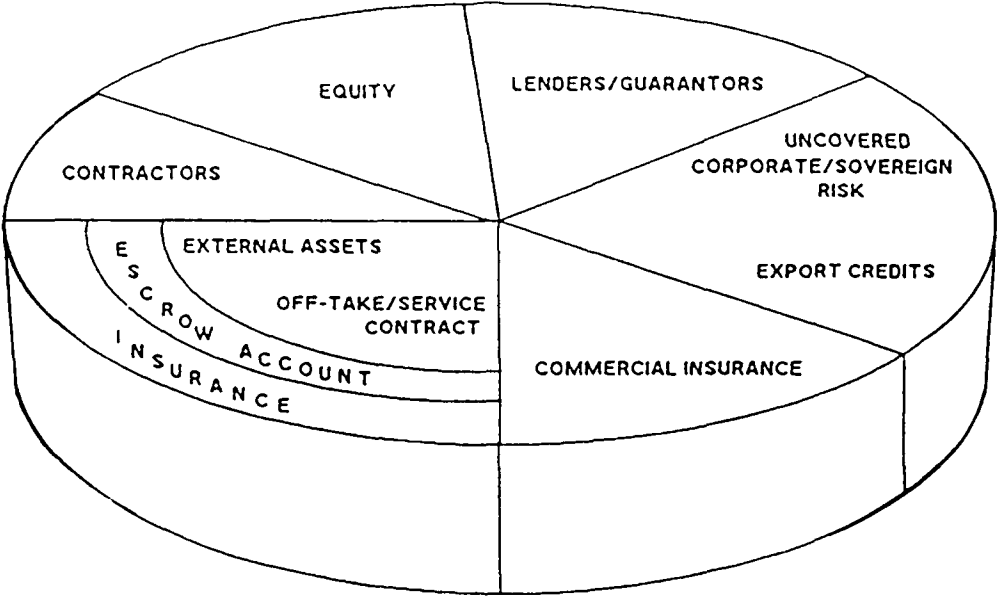 EQUITY
LENDERS/GUARANTORS
CONTRACTORS
UNCOVERED
CORPORATE/SOVEREIGN
RISK
EXTERNAL ASSETS
EXPORT CREDITS
OFF-TAKE/SERVICE
CONTRACT
ESCROW ACCOUNT
INSURANCE
COMMERCIAL INSURANCE